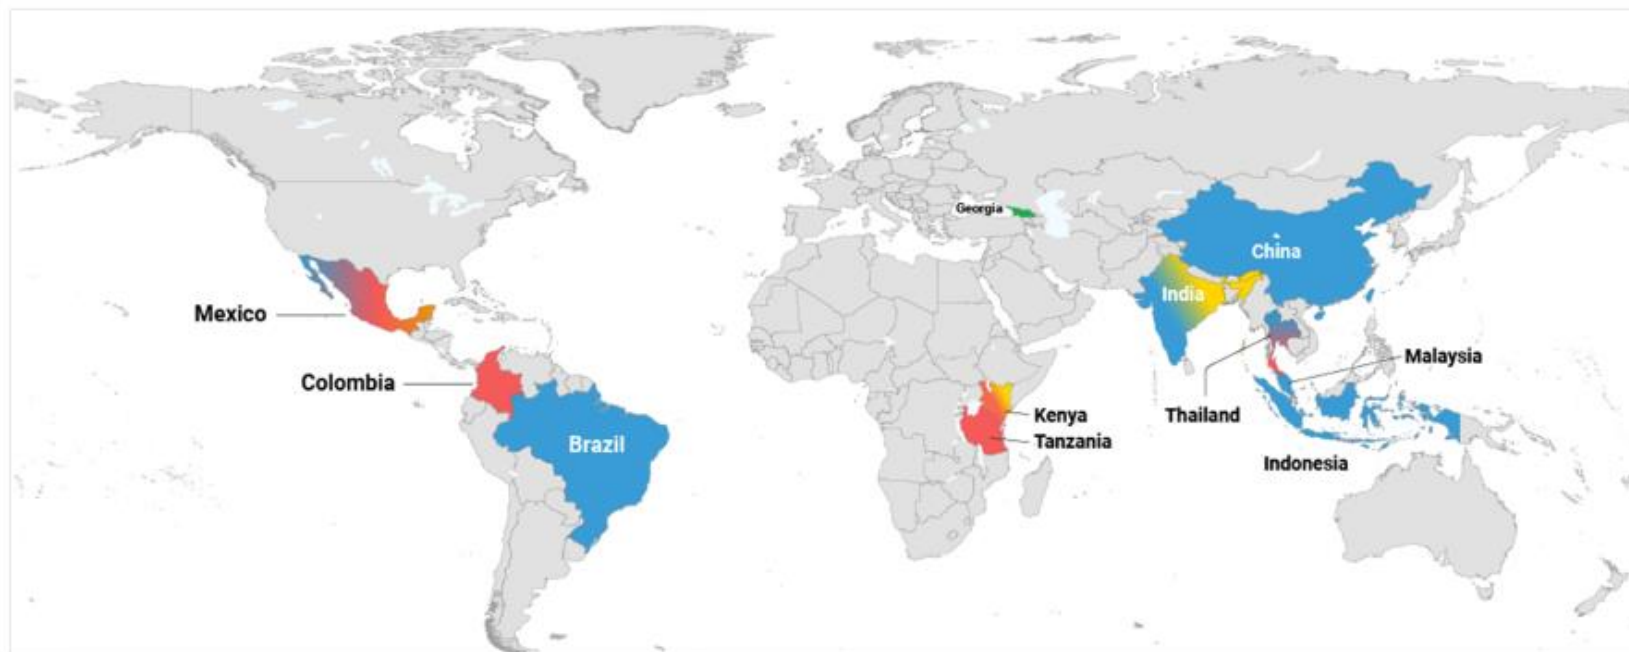 Georgia
China
India
Mexico
Malaysia
Colombia
Kenya
Thailand
Tanzania
Brazil
Indonesia